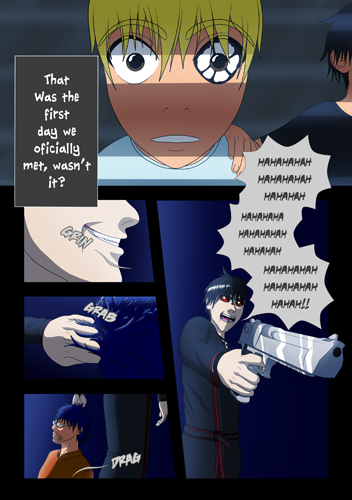 That
Was the
first
day we
oficially
met, wasn't
it?
HAHAHAHAH
HAHAHAHAH
HAHAHAH
HAHAHAHA
HAHAHAHAH
HAHAHAH
HAHAHAHAH
HAHAHAHAH
HAHAH!!
GRIN
GRAB
DRAG